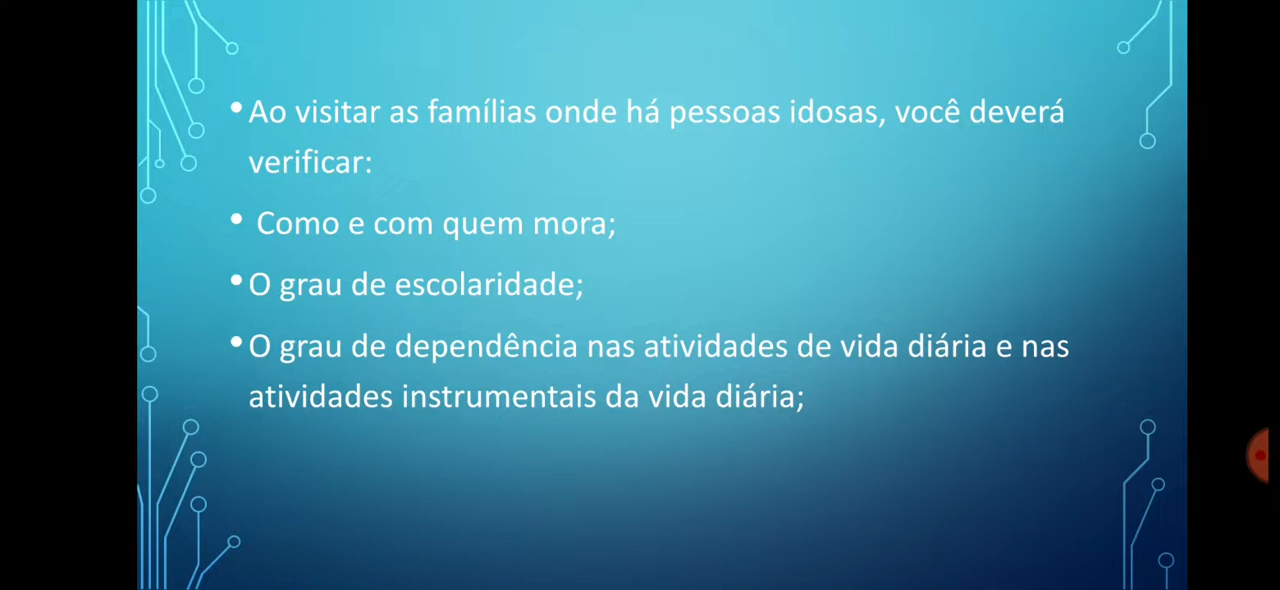 • Ao visitar as famílias onde há pessoas idosas, você deverá
verificar:
• Como e com quem mora;
• O grau de escolaridade;
• O grau de dependência nas atividades de vida diária e nas
atividades instrumentais da vida diária;